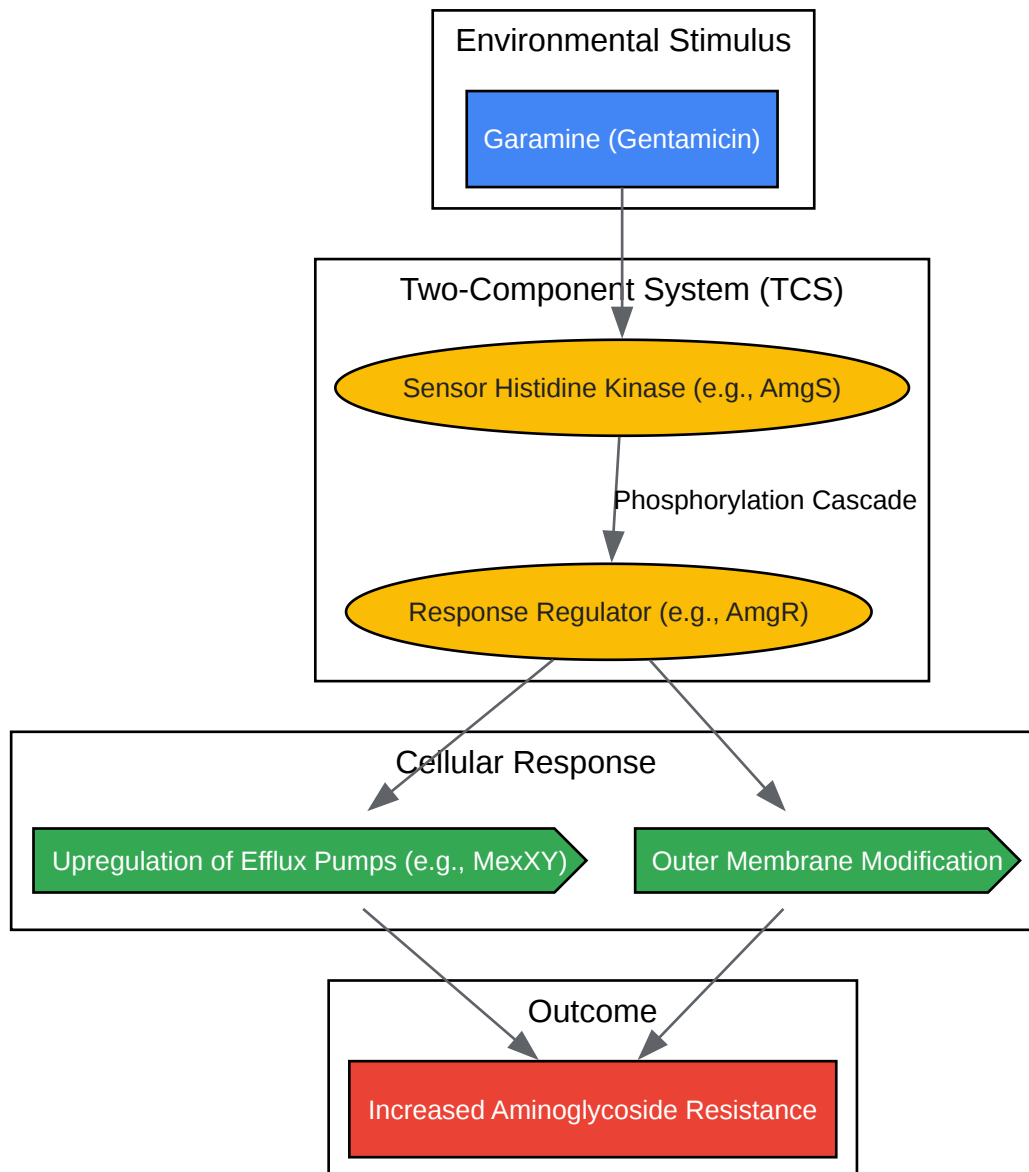 Environmental Stimulus
Garamine (Gentamicin)
Two-Component System (TCS)
Sensor Histidine Kinase (e.g., AmgS)
Phosphorylation Cascade
Response Regulator (e.g., AmgR)
Cellular Response
Upregulation of Efflux Pumps (e.g., MexXY)
Outer Membrane Modification
Outcome
Increased Aminoglycoside Resistance